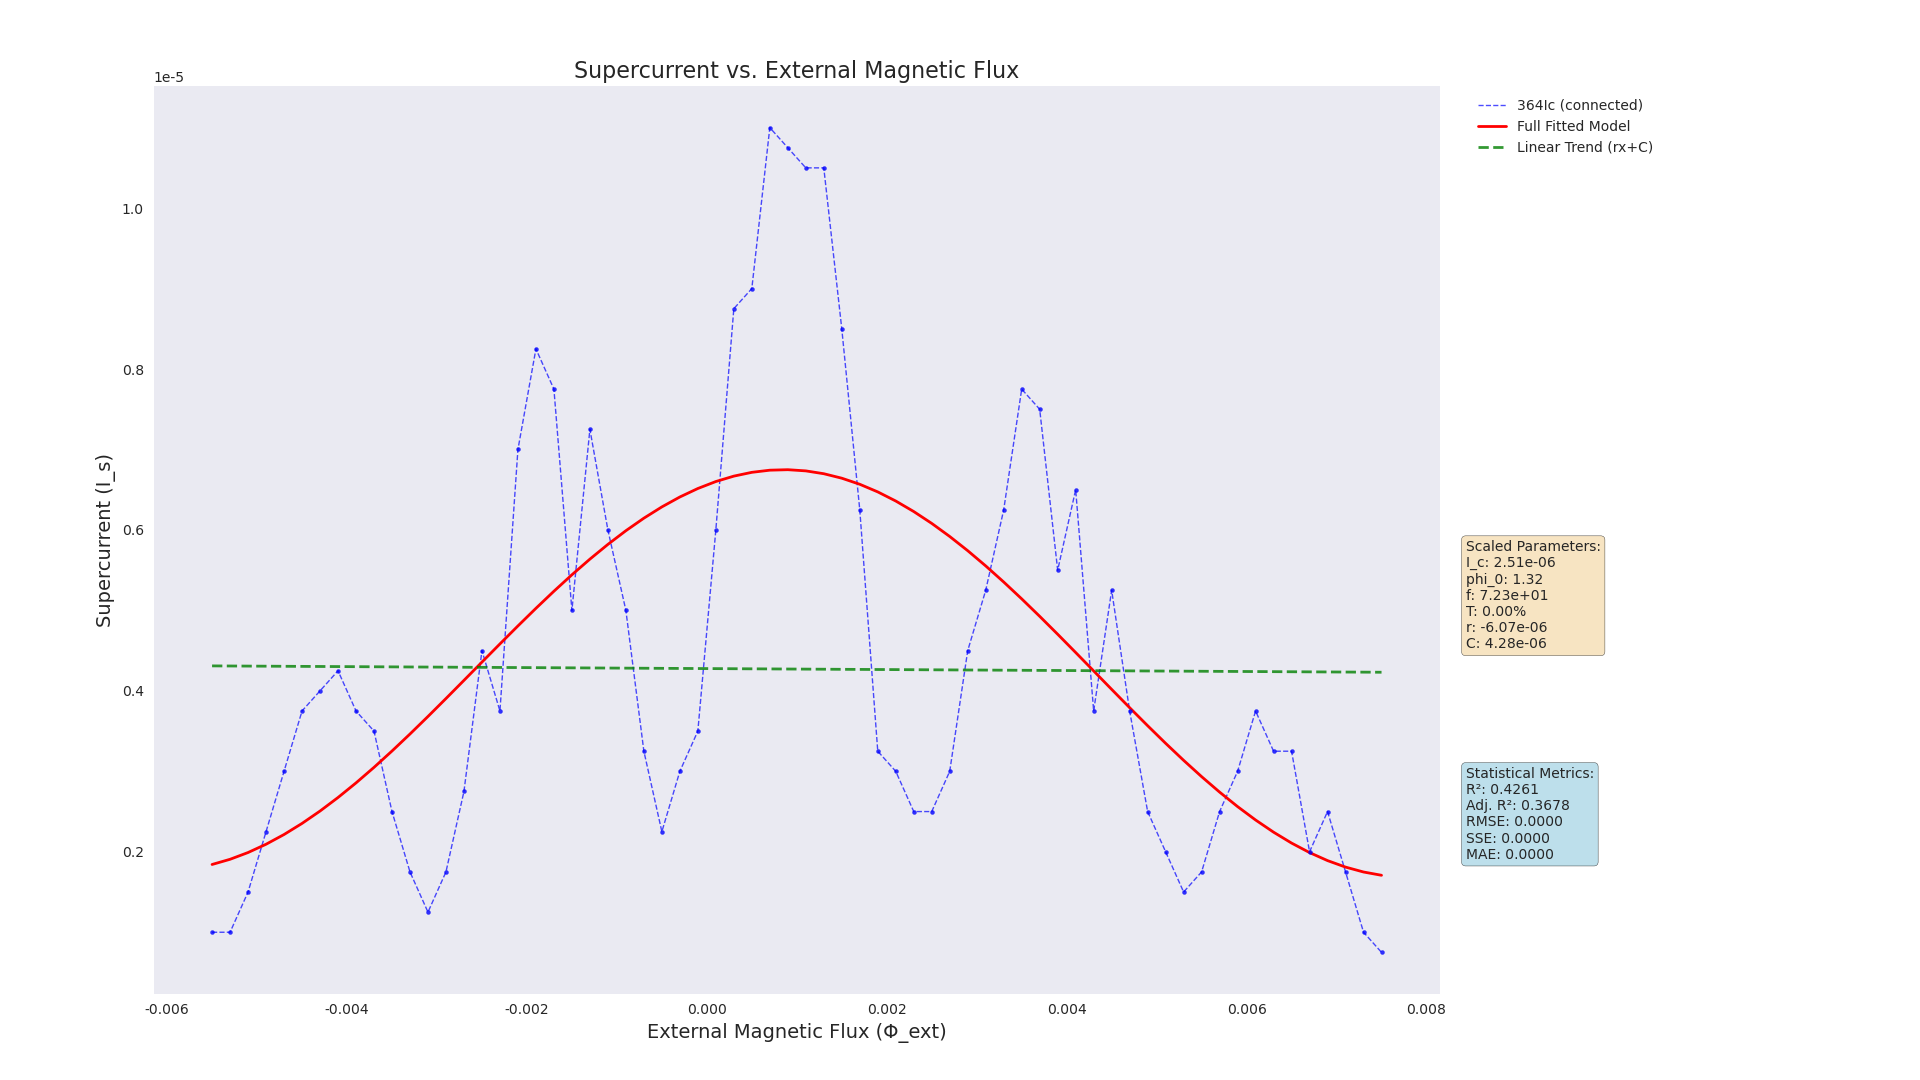 Supercurrent vs. External Magnetic Flux
1e-5
1.0
0.8
0.6
0.4
0.2
Supercurrent (I_s)
-0.006
-0.004
-0.002
0.000
0.002
0.004
0.006
0.008
External Magnetic Flux (Φ_ext)
364Ic (connected)
Full Fitted Model
Linear Trend (rx+C)
Scaled Parameters:
I_c: 2.51e-06
phi_0: 1.32
f: 7.23e+01
T: 0.00%
r: -6.07e-06
C: 4.28e-06
Statistical Metrics:
R²: 0.4261
Adj. R²: 0.3678
RMSE: 0.0000
SSE: 0.0000
MAE: 0.0000